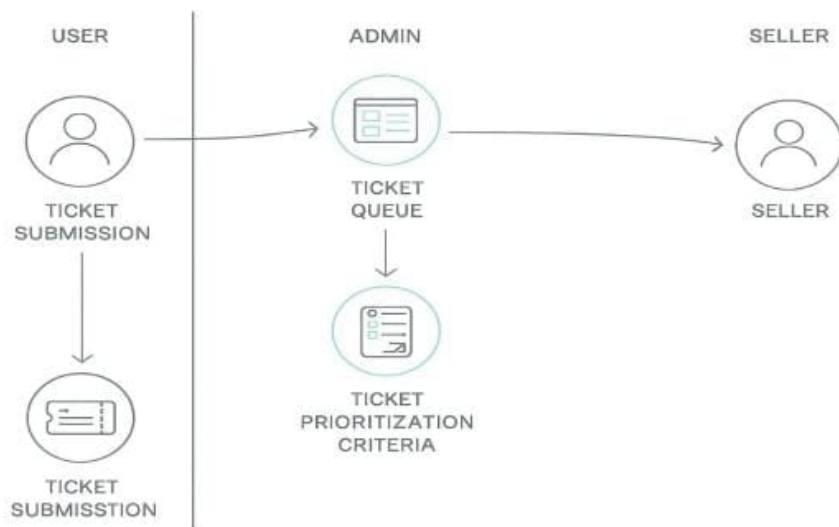 USER
ADMIN
SELLER
TICKET
SUBMISSION
TICKET
QUEUE
SELLER
TICKET
PRIORITIZATION
CRITERIA
TICKET
SUBMISSTION